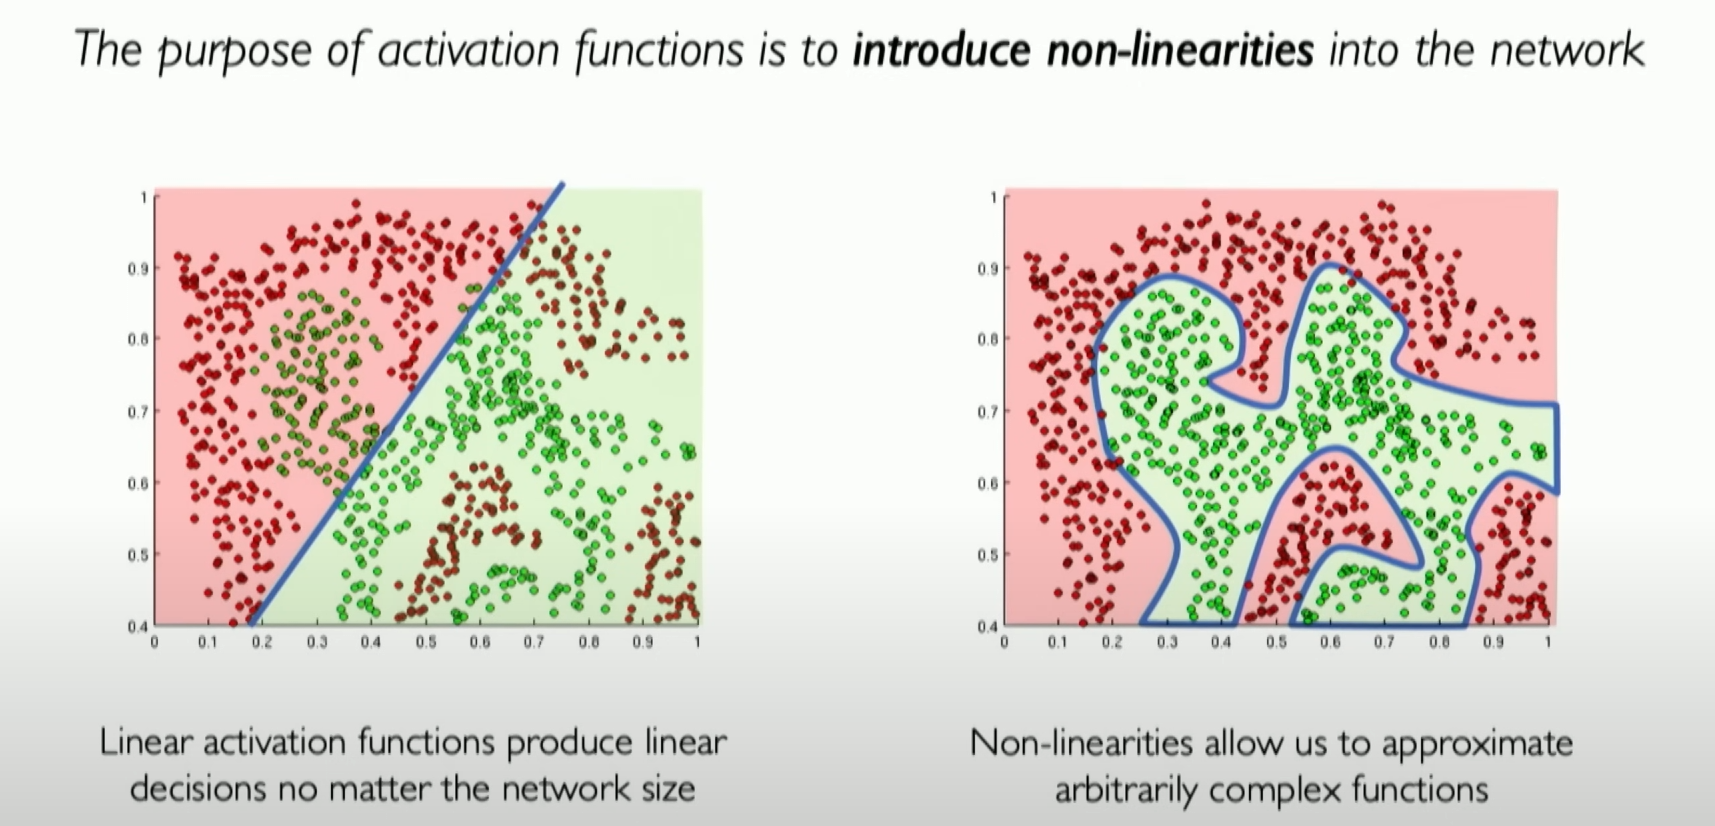 The purpose of activation functions is to introduce non-linearities into the network
1
0.9
0.8
0.7
0.6
0.5
0.4
0 0.1 0.2 0.3 0.4 0.5 0.6 0.7 0.8 0.9 1
1
0.9
0.8
0.7
0.6
0.5
0.4
0 0.1 0.2 0.3 0.4 0.5 0.6 0.7 0.8 0.9 1
Linear activation functions produce linear
decisions no matter the network size
Non-linearities allow us to approximate
arbitrarily complex functions